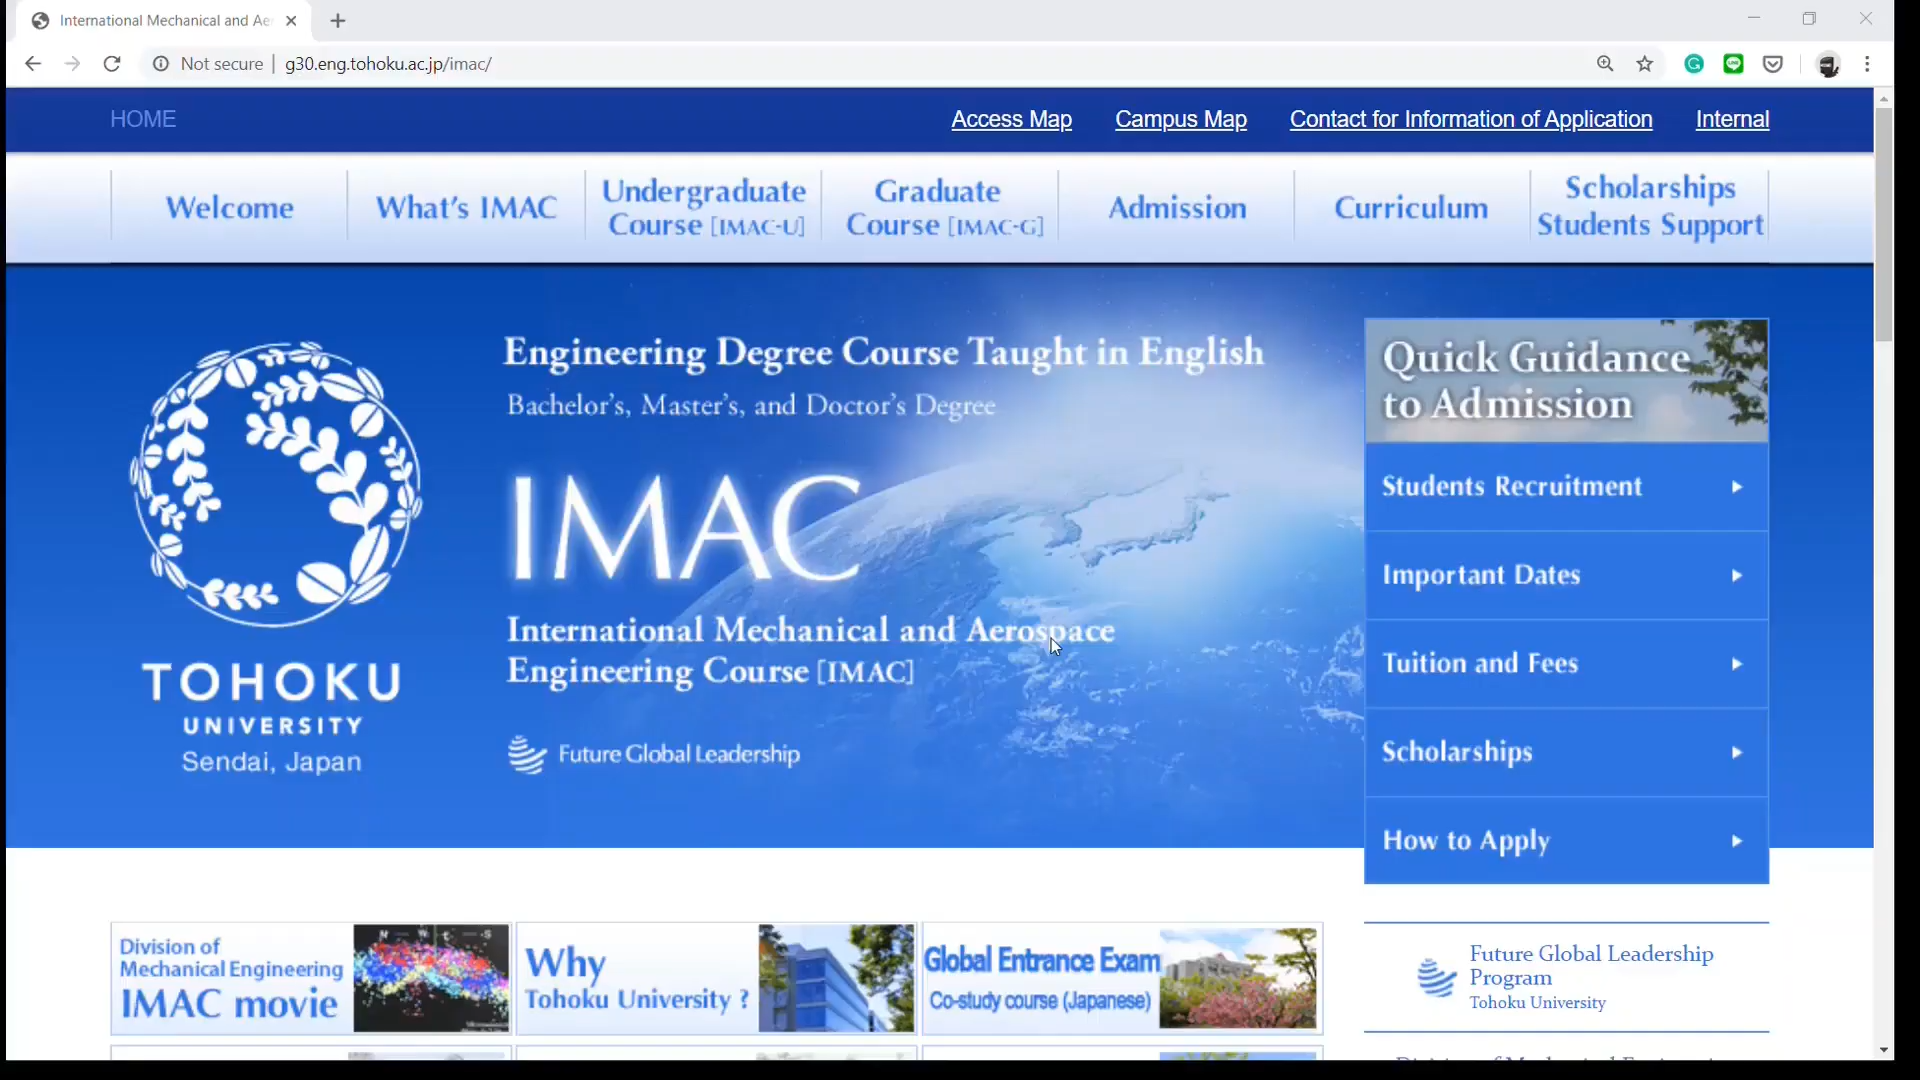 International Mechanical and Ae
Not secure
g30.eng.tohoku.ac.jp/imac/
HOME
Access Map
Campus Map
Contact for Information of Application
Internal
Welcome
What's IMAC
Undergraduate
Course [IMAC-U]
Graduate
Course [IMAC-G]
Admission
Curriculum
Scholarships
Students Support
Engineering Degree Course Taught in English
Bachelor's, Master's, and Doctor's Degree
IMAC
International Mechanical and Aerospace
Engineering Course [IMAC]
Future Global Leadership
TOHOKU
UNIVERSITY
Sendai, Japan
Quick Guidance
to Admission
Students Recruitment
Important Dates
Tuition and Fees
Scholarships
How to Apply
Division of
Mechanical Engineering
IMAC movie
Why
Tohoku University ?
Global Entrance Exam
Co-study course (Japanese)
Future Global Leadership
Program
Tohoku University